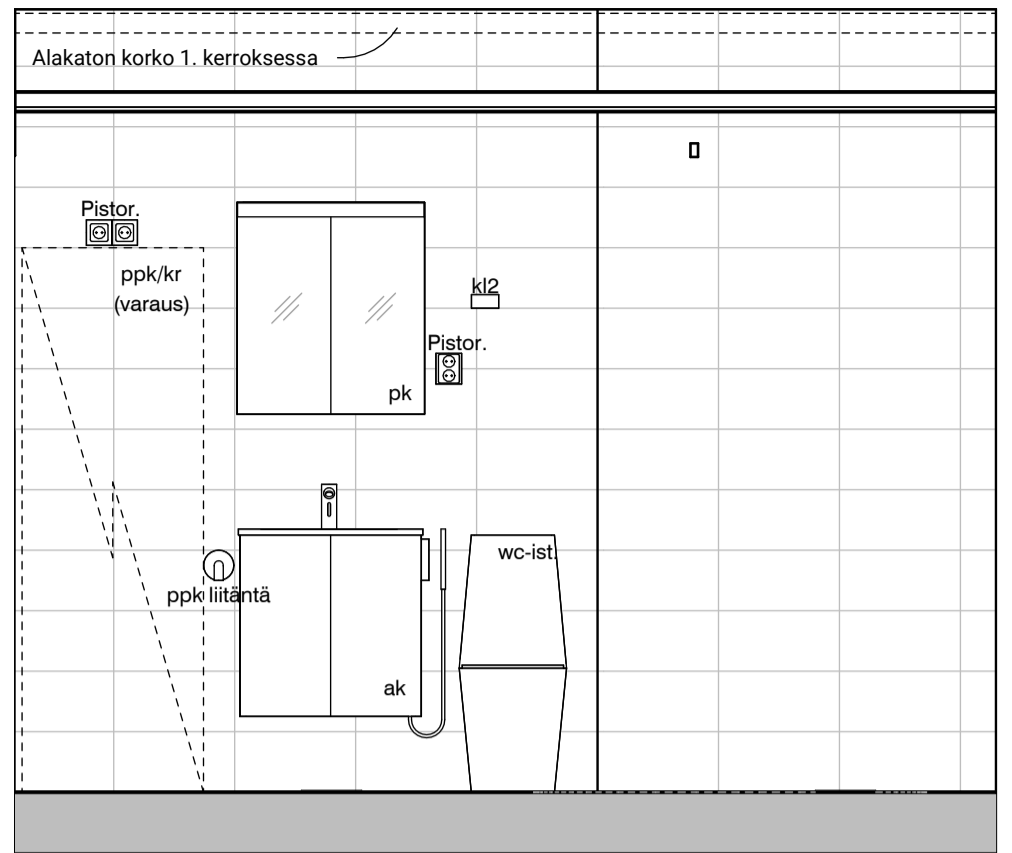 Alakaton korko 1. kerroksessa
Pistor.
ppk/kr
(varaus)
kl2
Pistor.
pk
wc-ist.
ppk liitäntä
ak